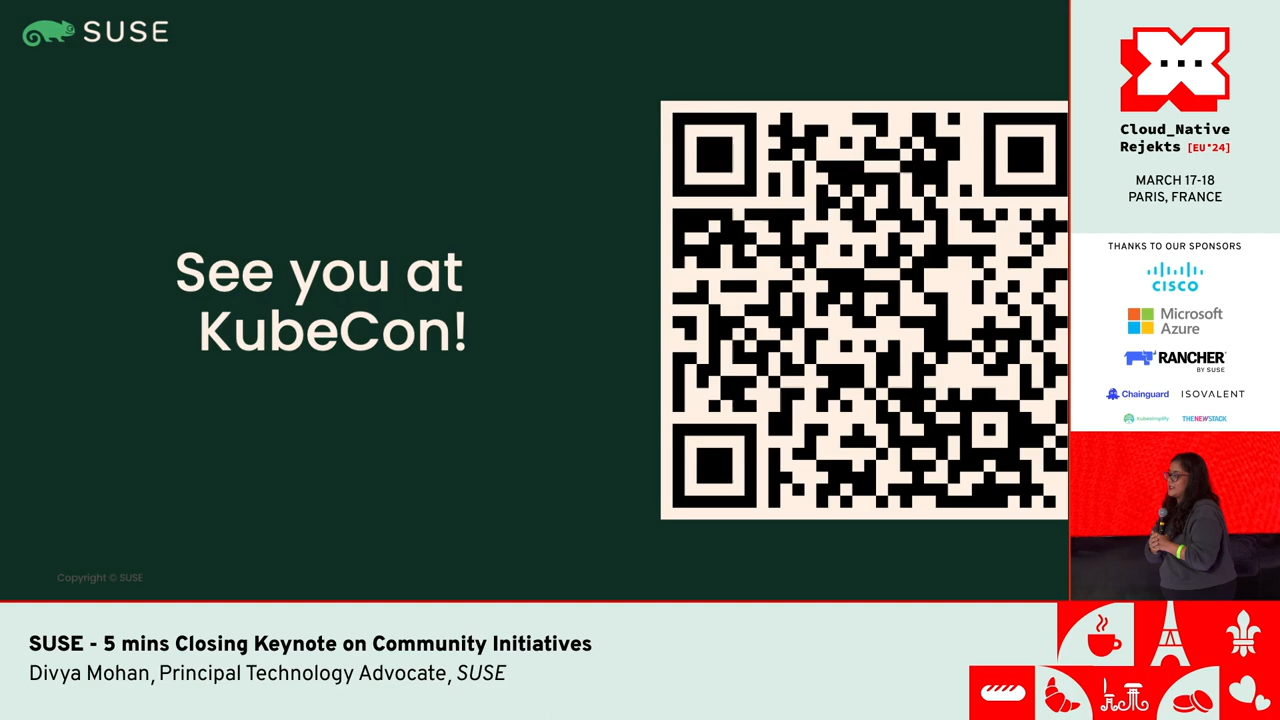 SUSE
See you at
KubeCon!
Copyright © SUSE
Cloud_Native
Rejekts [EU'24]
MARCH 17-18
PARIS, FRANCE
THANKS TO OUR SPONSORS
CISCO
Microsoft
Azure
RANCHER
BY SUSE
Chainguard
ISOVALENT
kubesimplify
THENEWSTACK
SUSE - 5 mins Closing Keynote on Community Initiatives
Divya Mohan, Principal Technology Advocate, SUSE